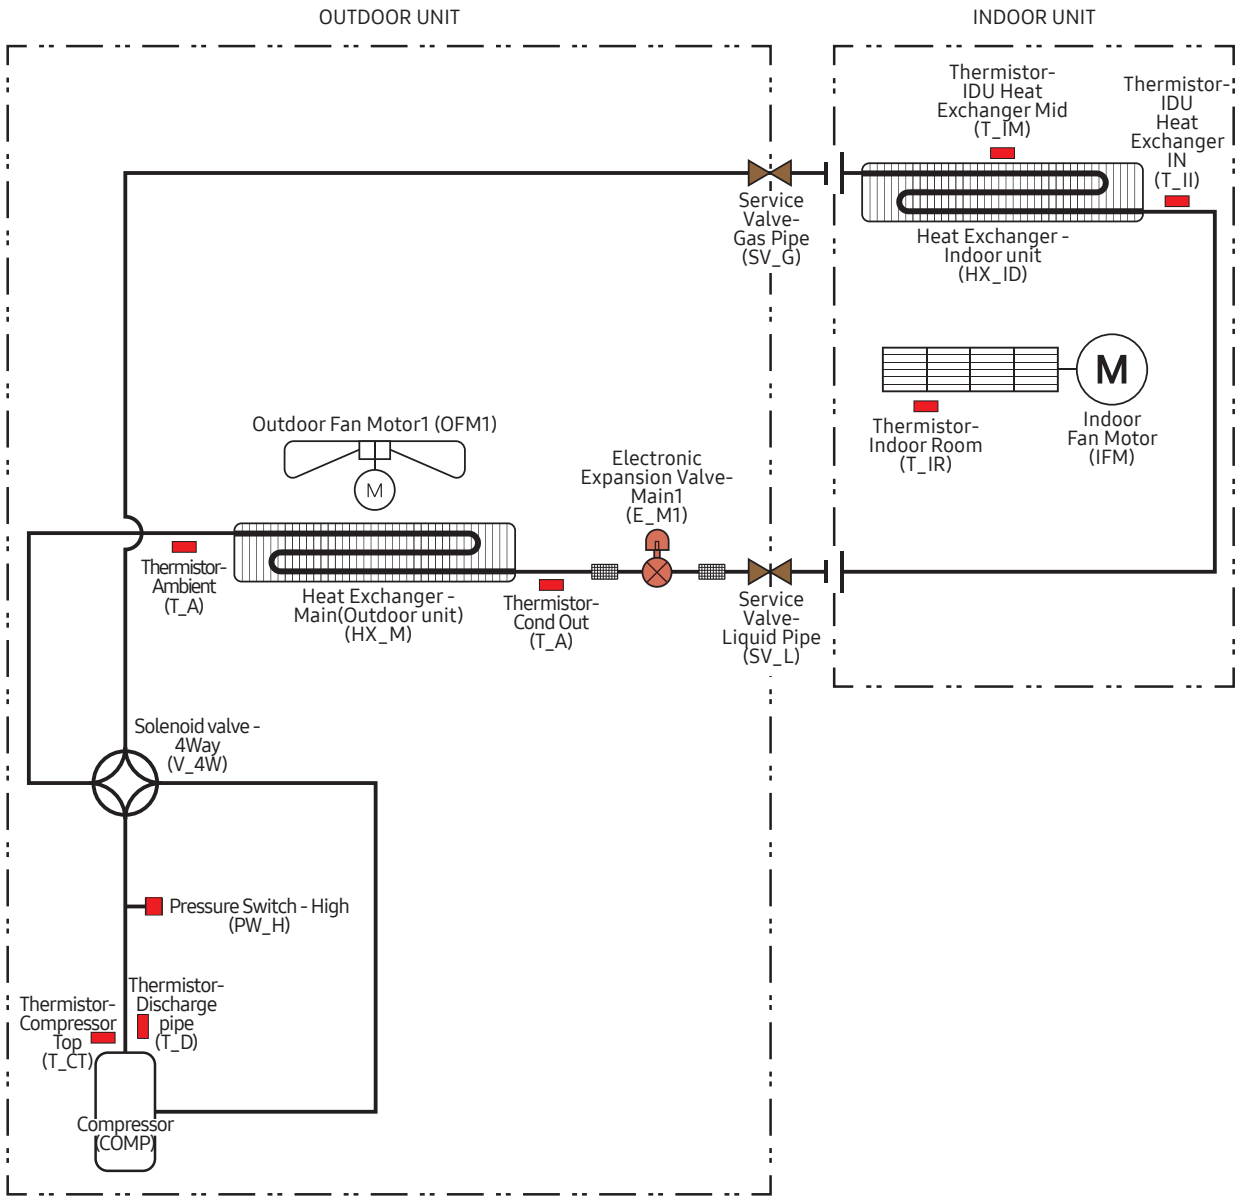 OUTDOOR UNIT
INDOOR UNIT
Thermistor-
IDU Heat
Exchanger Mid
(T_IM)
Thermistor-
IDU
Heat
Exchanger
IN
(T_II)
Service
Valve-
Gas Pipe
(SV_G)
Heat Exchanger -
Indoor unit
(HX_ID)
M
Thermistor-
Indoor Room
(T_IR)
Indoor
Fan Motor
(IFM)
Outdoor Fan Motor1 (OFM1)
M
Electronic
Expansion Valve-
Main1
(E_M1)
Thermistor-
Ambient
(T_A)
Heat Exchanger -
Main(Outdoor unit)
(HX_M)
Thermistor-
Cond Out
(T_A)
Service
Valve-
Liquid Pipe
(SV_L)
Solenoid valve -
4Way
(V_4W)
Pressure Switch - High
(PW_H)
Thermistor-
Discharge
pipe
(T_D)
Thermistor-
Compressor
Top
(T_CT)
Compressor
(COMP)